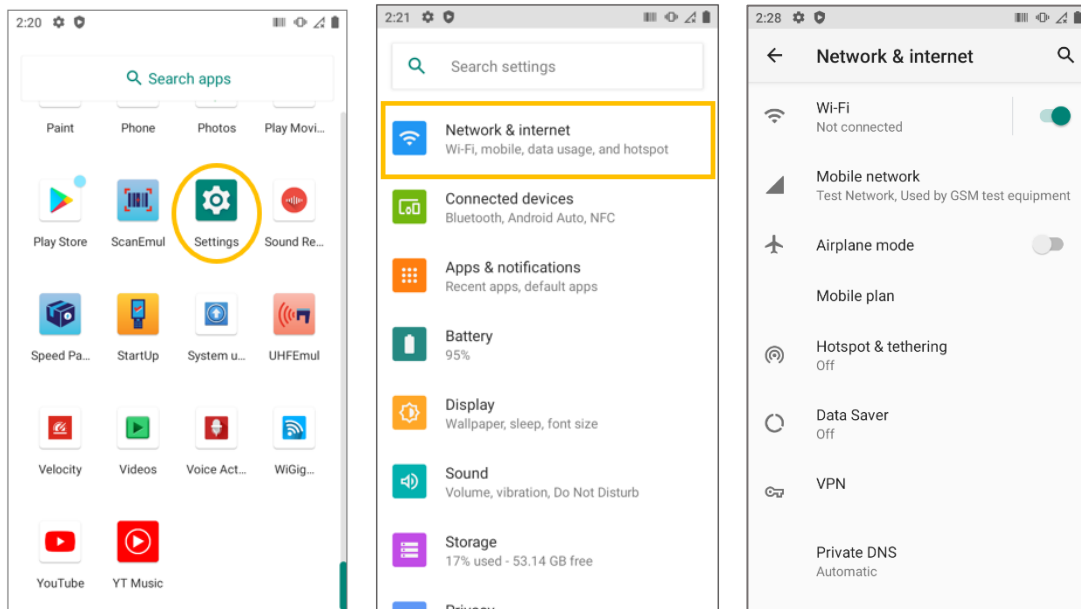 2:20
Search apps
Paint
Phone
Photos
Play Movi...
Play Store
ScanEmul
Settings
Sound Re...
Speed Pa...
StartUp
System u...
UHFEmul
Velocity
Videos
Voice Act...
WiGig...
YouTube
YT Music
2:21
Search settings
Network & internet
Wi-Fi, mobile, data usage, and hotspot
Connected devices
Bluetooth, Android Auto, NFC
Apps & notifications
Recent apps, default apps
Battery
95%
Display
Wallpaper, sleep, font size
Sound
Volume, vibration, Do Not Disturb
Storage
17% used - 53.14 GB free
2:28
Network & internet
Wi-Fi
Not connected
Mobile network
Test Network, Used by GSM test equipment
Airplane mode
Mobile plan
Hotspot & tethering
Off
Data Saver
Off
VPN
Private DNS
Automatic